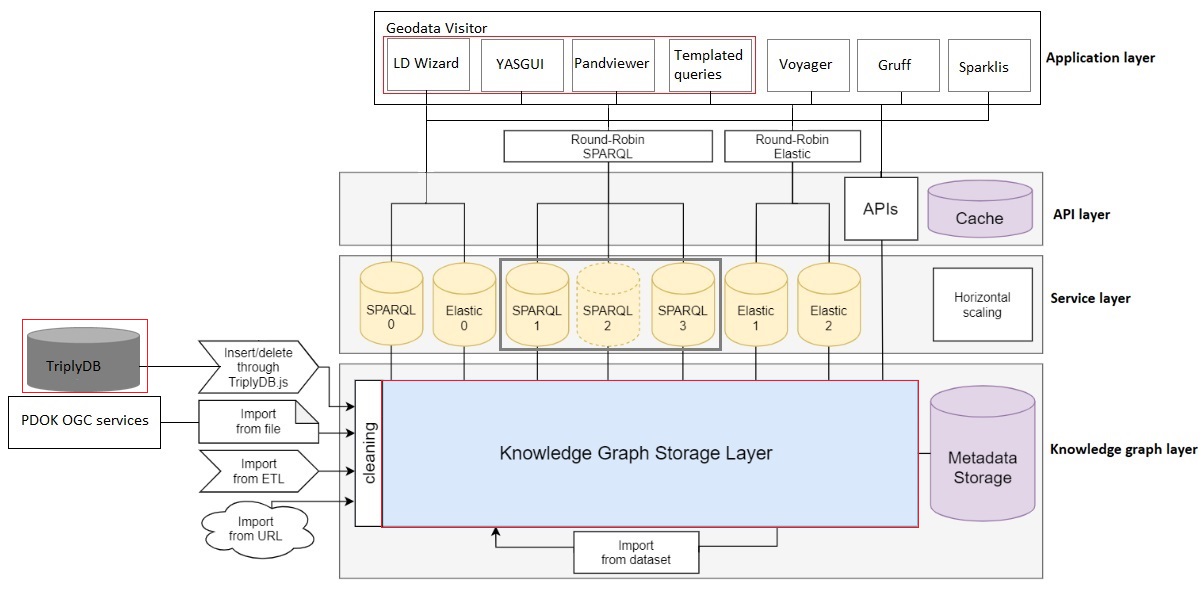 Geodata Visitor
LD Wizard
YASGUI
Pandviewer
Templated
queries
Voyager
Gruff
Sparklis
Application layer
Round-Robin
SPARQL
Round-Robin
Elastic
APIs
Cache
API layer
SPARQL
0
Elastic
0
SPARQL
1
SPARQL
2
SPARQL
3
Elastic
1
Elastic
2
Horizontal
scaling
Service layer
TriplyDB
Insert/delete
through
TriplyDB.js
PDOK OGC services
Import
from file
Import
from ETL
Import
from URL
cleaning
Knowledge Graph Storage Layer
Metadata
Storage
Knowledge graph layer
Import
from dataset